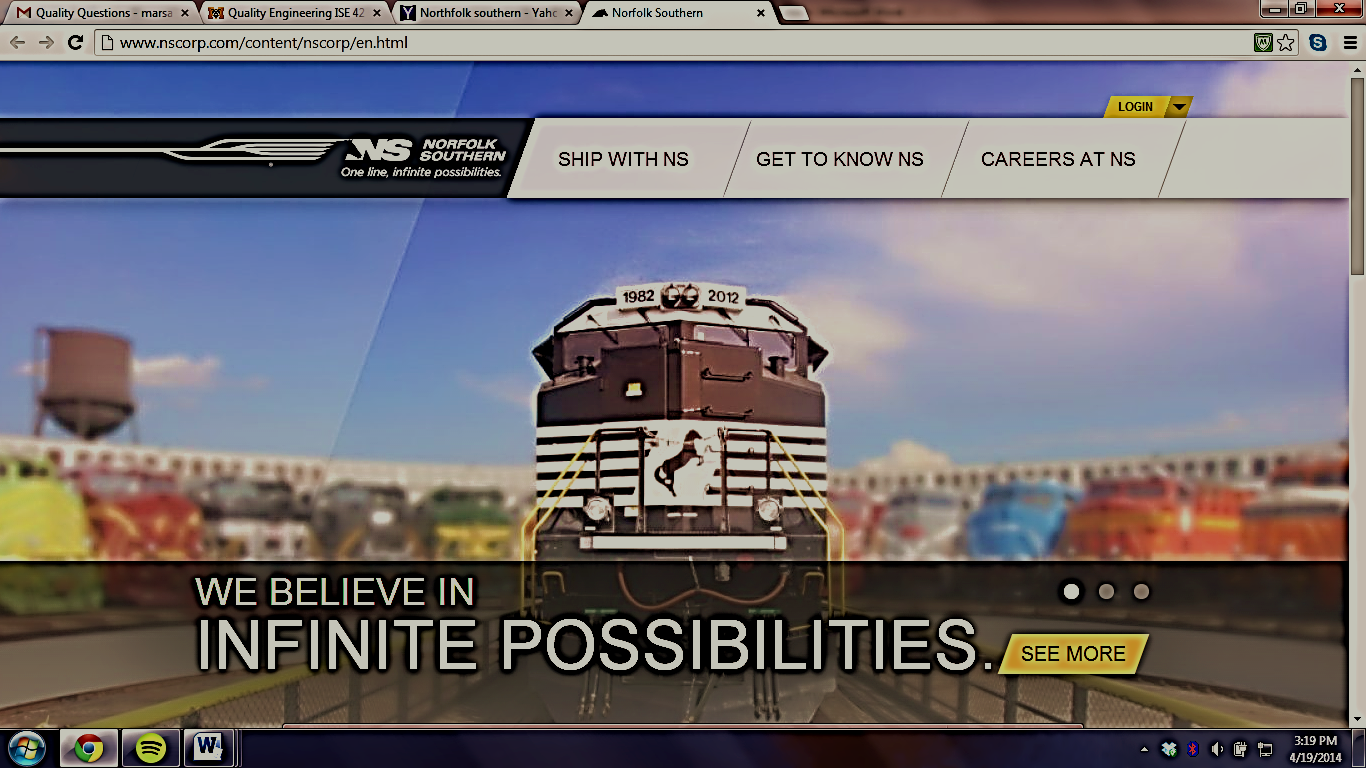 Quality Questions - marsa
Quality Engineering ISE 42
Northfolk southern - Yaho
Norfolk Southern
www.nscorp.com/content/nscorp/en.html
LOGIN
NS NORFOLK SOUTHERN
One line, infinite possibilities.
SHIP WITH NS
GET TO KNOW NS
CAREERS AT NS
1982 2012
WE BELIEVE IN
INFINITE POSSIBILITIES.
SEE MORE
3:19 PM
4/19/2014